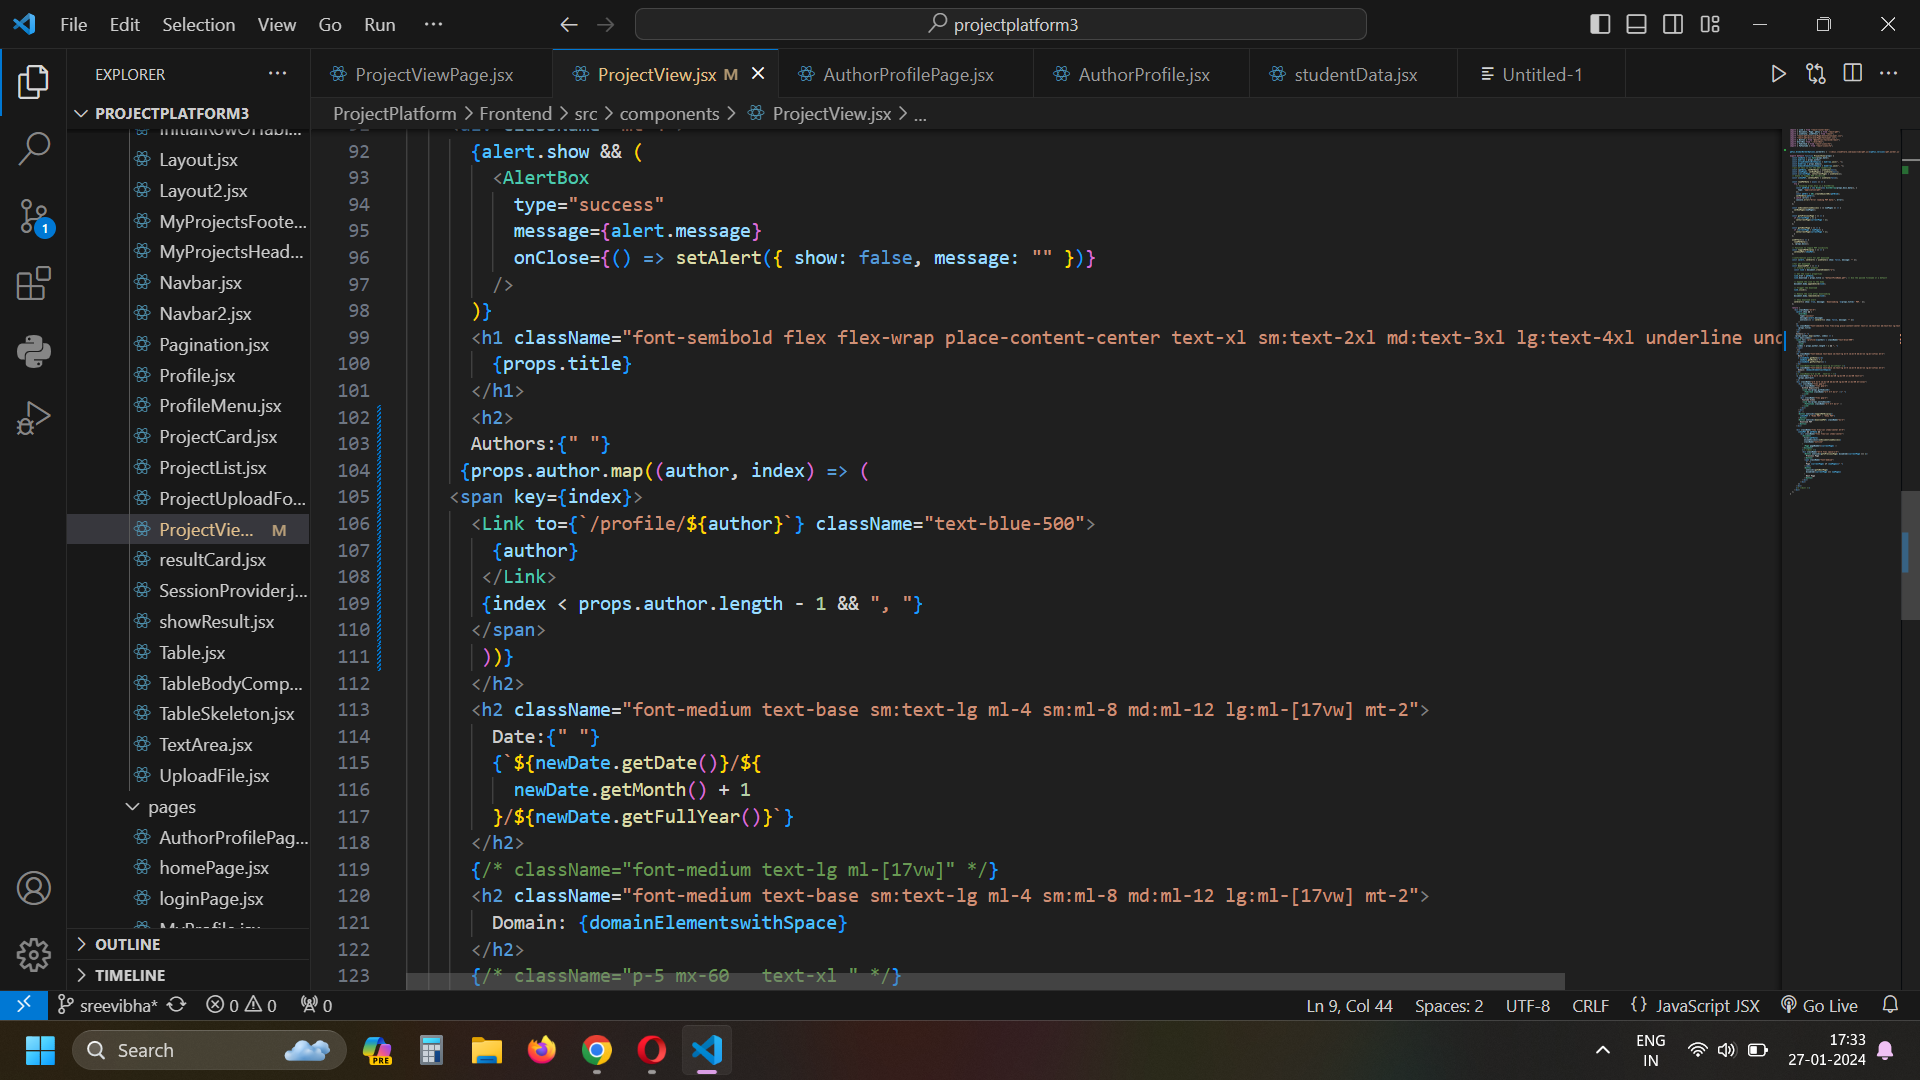 File Edit Selection View Go Run ···
projectplatform3
EXPLORER ···
PROJECTPLATFORM3
Layout.jsx
Layout2.jsx
MyProjectsFoote...
MyProjectsHead...
Navbar.jsx
Navbar2.jsx
Pagination.jsx
Profile.jsx
ProfileMenu.jsx
ProjectCard.jsx
ProjectList.jsx
ProjectUploadFo...
ProjectVie... M
resultCard.jsx
SessionProvider.j...
showResult.jsx
Table.jsx
TableBodyComp...
TableSkeleton.jsx
TextArea.jsx
UploadFile.jsx
pages
AuthorProfilePag...
homePage.jsx
loginPage.jsx
OUTLINE
TIMELINE
ProjectViewPage.jsx ProjectView.jsx M AuthorProfilePage.jsx AuthorProfile.jsx studentData.jsx Untitled-1
ProjectPlatform > Frontend > src > components > ProjectView.jsx > ...
92 {alert.show && (
93 <AlertBox
94 type="success"
95 message={alert.message}
96 onClose={() => setAlert({ show: false, message: "" })}
97 />
98 )}
99 <h1 className="font-semibold flex flex-wrap place-content-center text-xl sm:text-2xl md:text-3xl lg:text-4xl underline und
100 {props.title}
101 </h1>
102 <h2>
103 Authors:{" "}
104 {props.author.map((author, index) => (
105 <span key={index}>
106 <Link to={`/profile/${author}`} className="text-blue-500">
107 {author}
108 </Link>
109 {index < props.author.length - 1 && ", "}
110 </span>
111 ))}
112 </h2>
113 <h2 className="font-medium text-base sm:text-lg ml-4 sm:ml-8 md:ml-12 lg:ml-[17vw] mt-2">
114 Date:{" "}
115 {`${newDate.getDate()}/${
116 newDate.getMonth() + 1
117 }/${newDate.getFullYear()}`}
118 </h2>
119 {/* className="font-medium text-lg ml-[17vw]" */}
120 <h2 className="font-medium text-base sm:text-lg ml-4 sm:ml-8 md:ml-12 lg:ml-[17vw] mt-2">
121 Domain: {domainElementswithSpace}
122 </h2>
123 {/* className="p-5 mx-60 text-xl " */}
1
sreevibha* 0 0 0 Ln 9, Col 44 Spaces: 2 UTF-8 CRLF {} JavaScript JSX Go Live
Search
PRE
ENG
IN
17:33
27-01-2024